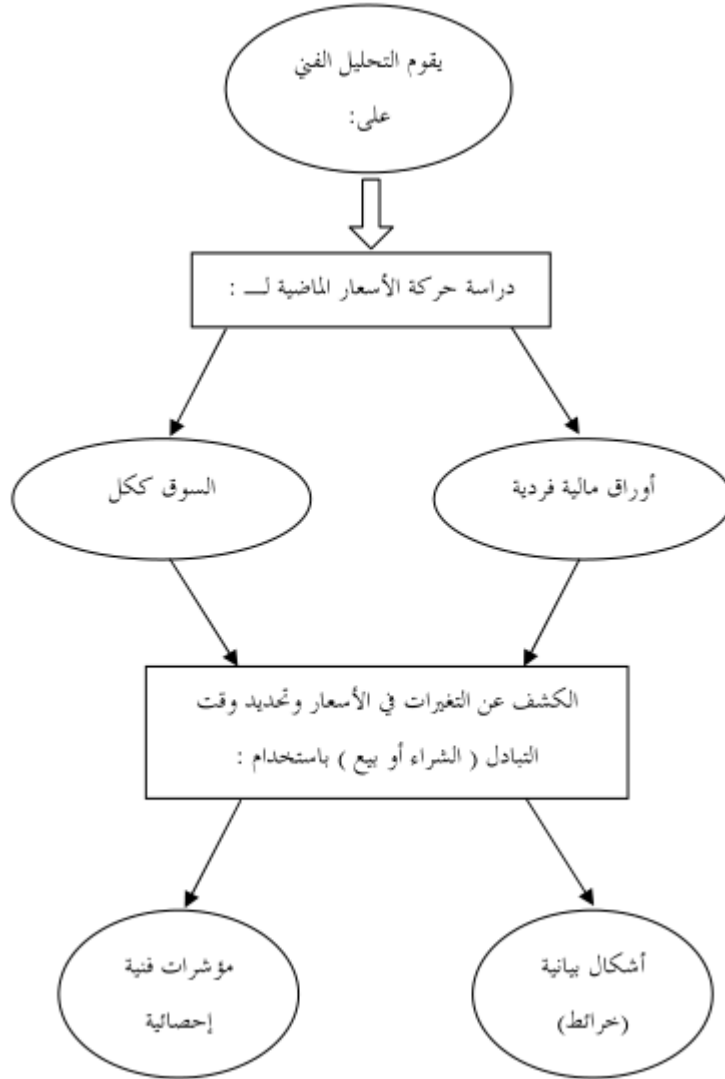 يقوم التحليل الفني
على:
دراسة حركة الأسعار الماضية لـــ :
أوراق مالية فردية
السوق ككل
الكشف عن التغيرات في الأسعار وتحديد وقت
التبادل ( الشراء أو بيع ) باستخدام :
أشكال بيانية
(خرائط)
مؤشرات فنية
إحصائية